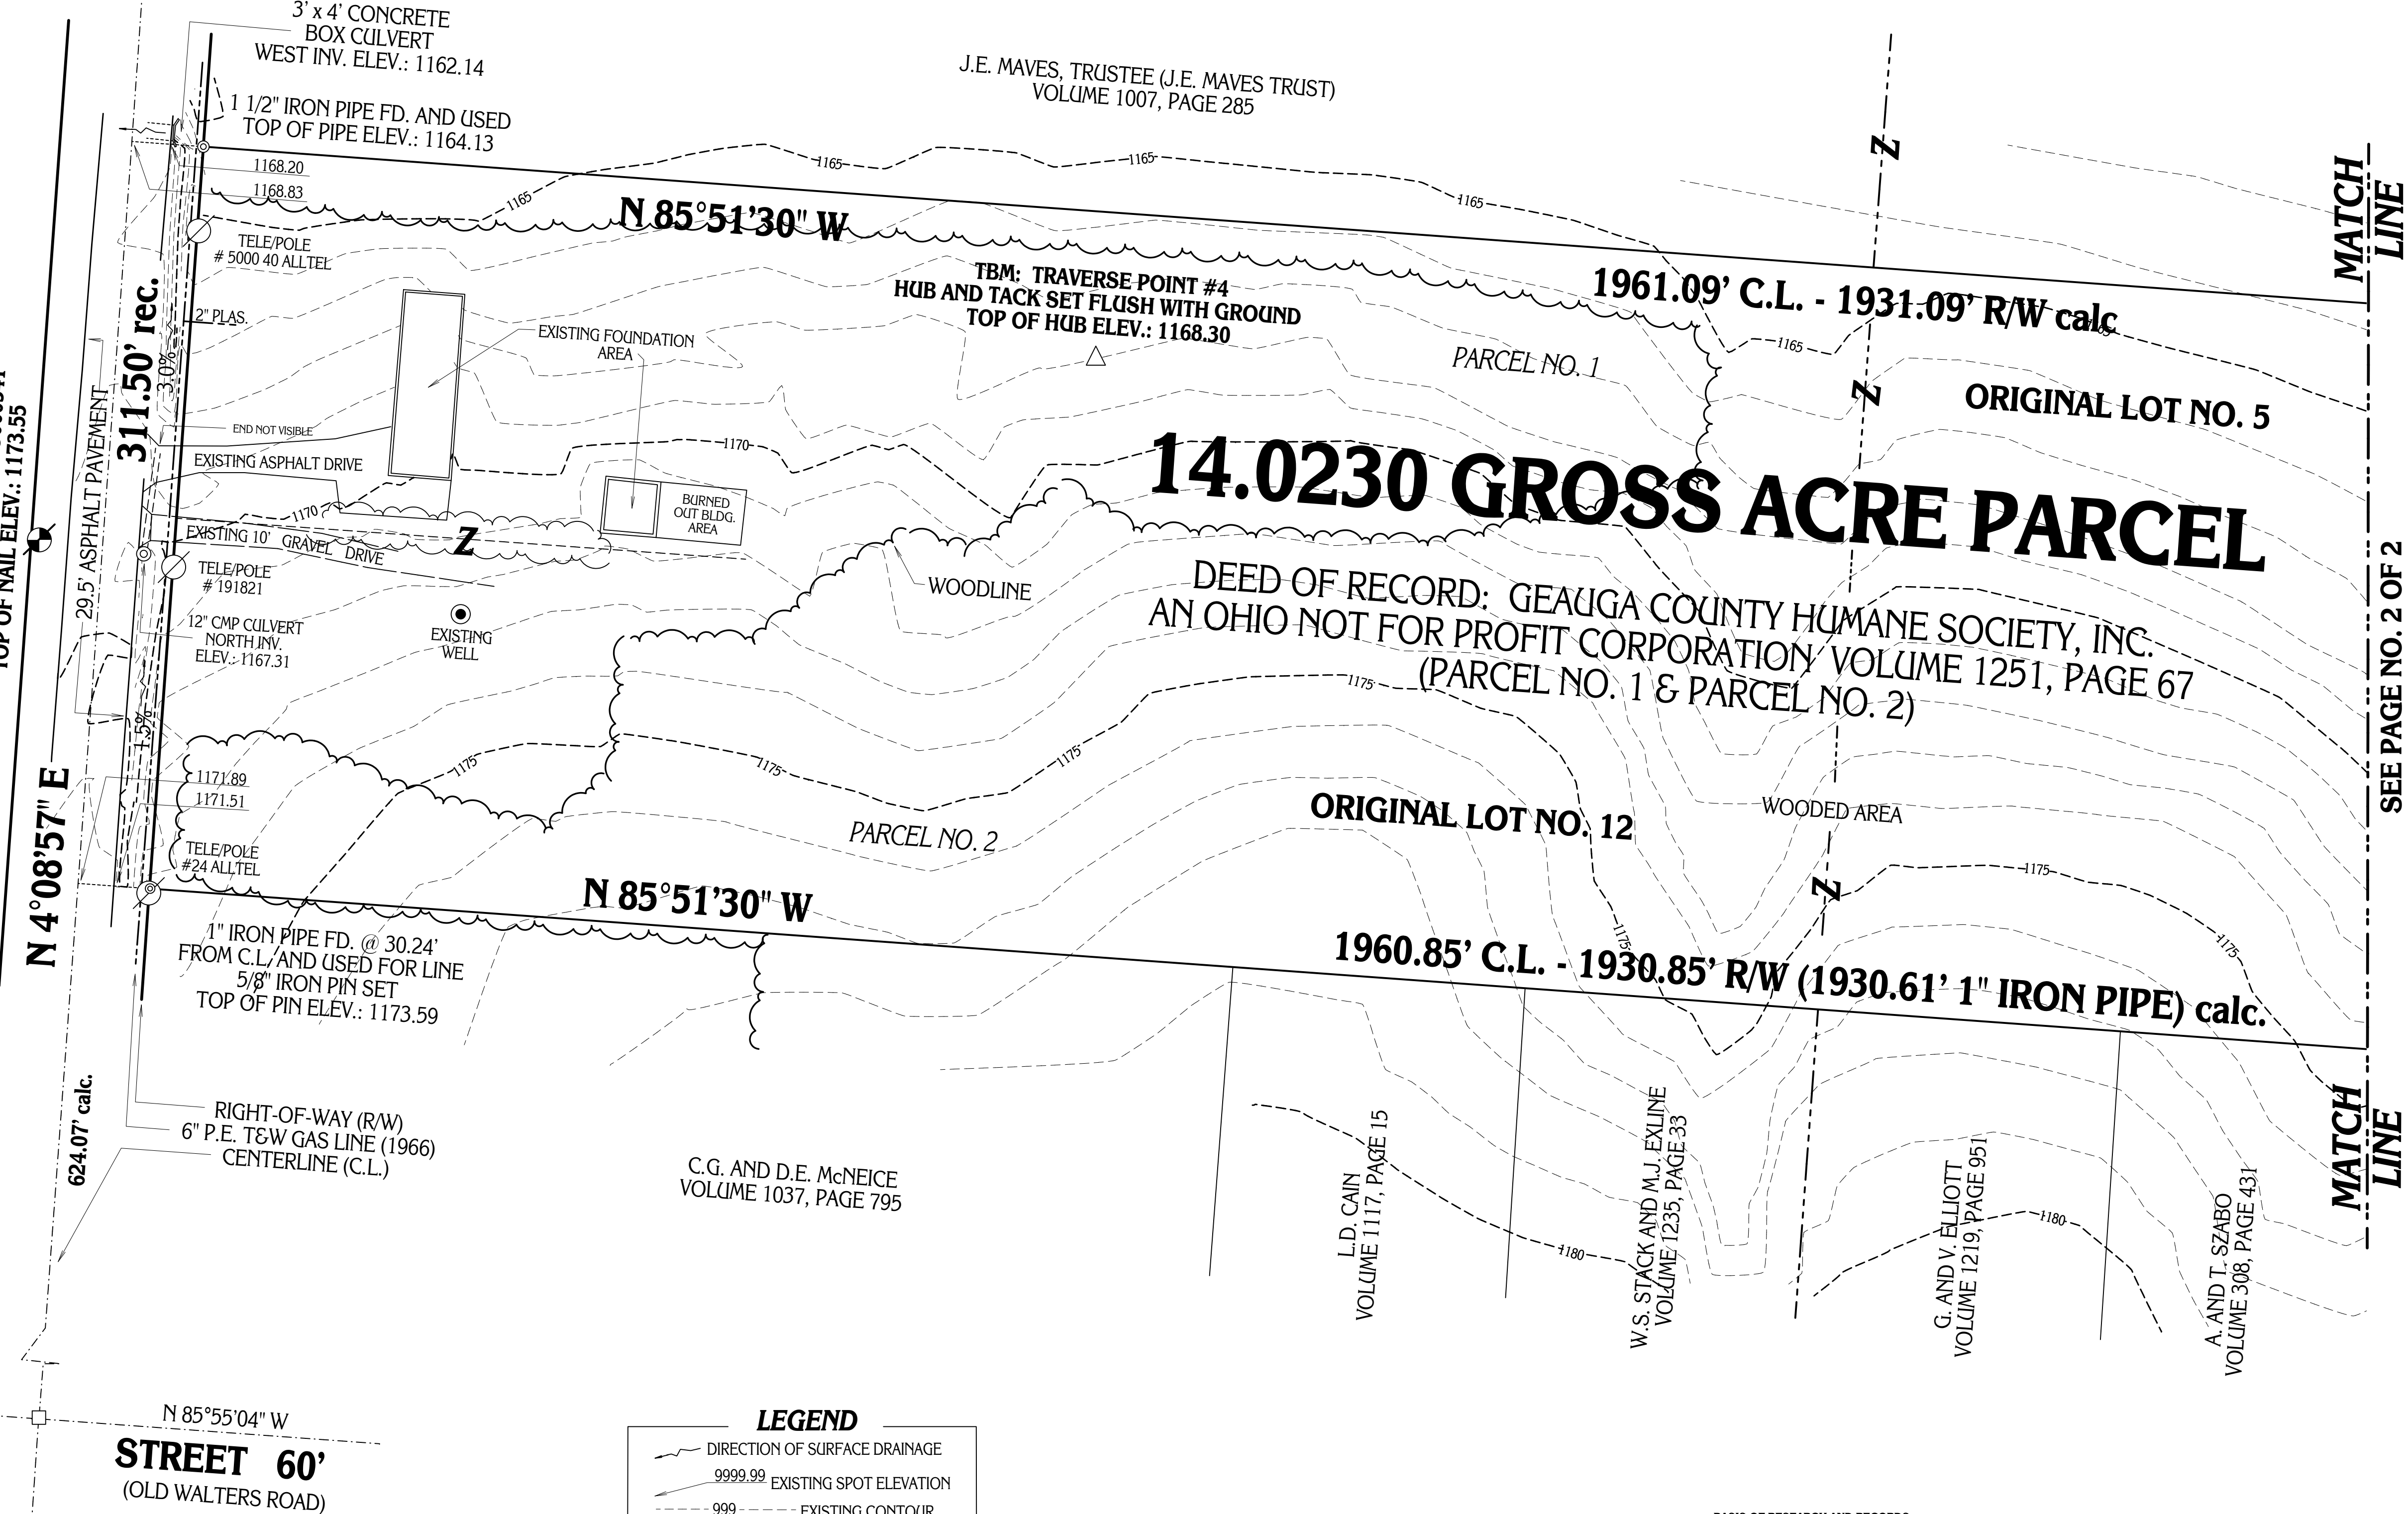 3' x 4' CONCRETE
BOX CULVERT
WEST INV. ELEV.: 1162.14
1 1/2" IRON PIPE FD. AND USED
TOP OF PIPE ELEV.: 1164.13
1168.20
1168.83
J.E. MAVES, TRUSTEE (J.E. MAVES TRUST)
VOLUME 1007, PAGE 285
1165
1165
1165
1165
1165
1165
Z
MATCH
LINE
N 85°51'30" W
1961.09' C.L. - 1931.09' R/W calc
TELE/POLE
# 5000 40 ALLTEL
TBM: TRAVERSE POINT #4
HUB AND TACK SET FLUSH WITH GROUND
TOP OF HUB ELEV.: 1168.30
2" PLAS.
311.50' rec.
3.0%
EXISTING FOUNDATION
AREA
PARCEL NO. 1
Z
ORIGINAL LOT NO. 5
TOP OF NAIL ELEV.: 1173.55
29.5' ASPHALT PAVEMENT
END NOT VISIBLE
EXISTING ASPHALT DRIVE
1170
1170
BURNED
OUT BLDG.
AREA
14.0230 GROSS ACRE PARCEL
Z
EXISTING 10' GRAVEL DRIVE
TELE/POLE
# 191821
WOODLINE
DEED OF RECORD: GEAUGA COUNTY HUMANE SOCIETY, INC.
AN OHIO NOT FOR PROFIT CORPORATION VOLUME 1251, PAGE 67
(PARCEL NO. 1 & PARCEL NO. 2)
SEE PAGE NO. 2 OF 2
12" CMP CULVERT
NORTH INV.
ELEV.: 1167.31
EXISTING
WELL
1.5%
1175
1175
1175
1175
1171.89
1171.51
N 4°08'57" E
PARCEL NO. 2
ORIGINAL LOT NO. 12
WOODED AREA
TELE/POLE
#24 ALLTEL
N 85°51'30" W
Z
1175
1175
1175
1" IRON PIPE FD. @ 30.24'
FROM C.L. AND USED FOR LINE
5/8" IRON PIN SET
TOP OF PIN ELEV.: 1173.59
1960.85' C.L. - 1930.85' R/W (1930.61' 1" IRON PIPE) calc.
624.07' calc.
RIGHT-OF-WAY (R/W)
6" P.E. T&W GAS LINE (1966)
CENTERLINE (C.L.)
C.G. AND D.E. McNEICE
VOLUME 1037, PAGE 795
L.D. CAIN
VOLUME 1117, PAGE 15
1180
W.S. STACK AND M.J. EXLINE
VOLUME 1235, PAGE 33
G. AND V. ELLIOTT
VOLUME 1219, PAGE 951
1180
A. AND T. SZABO
VOLUME 308, PAGE 431
MATCH
LINE
N 85°55'04" W
STREET 60'
(OLD WALTERS ROAD)
LEGEND
DIRECTION OF SURFACE DRAINAGE
9999.99 EXISTING SPOT ELEVATION
999 EXISTING CONTOUR